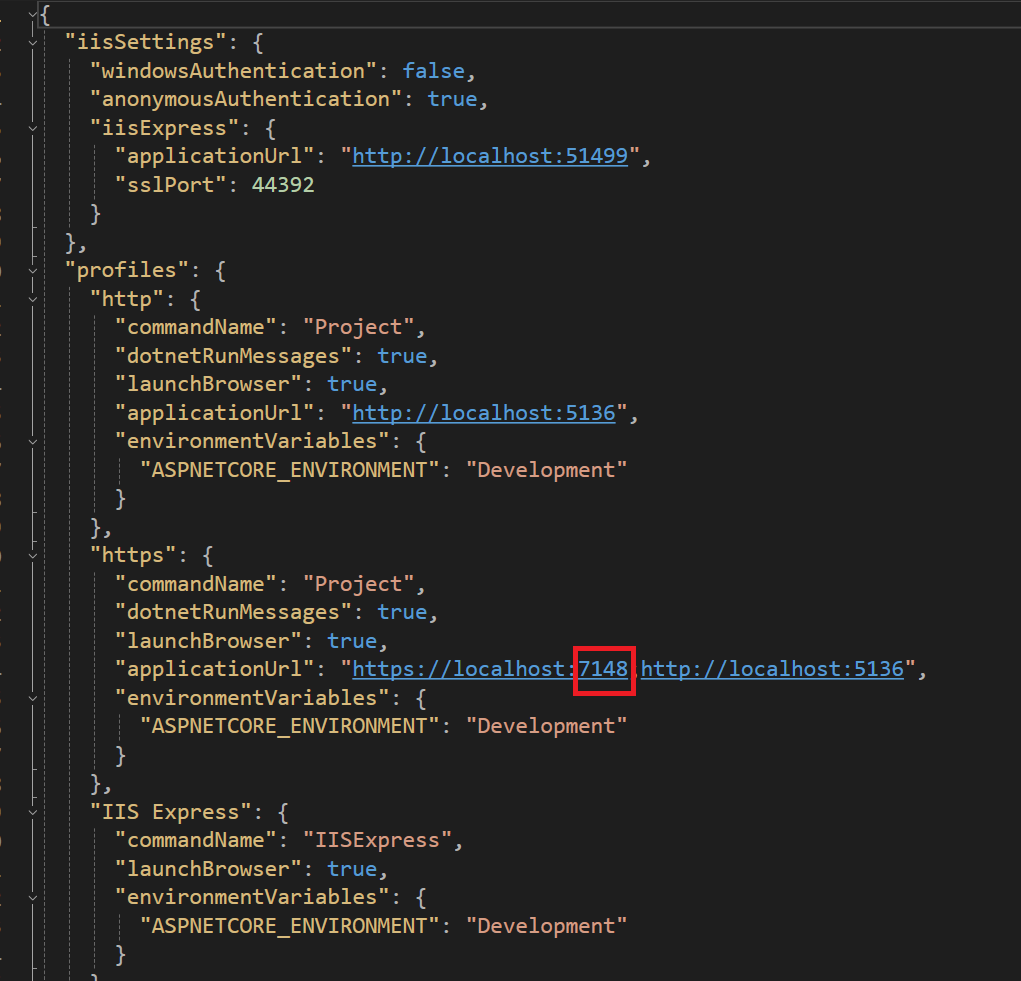 {
"iisSettings": {
"windowsAuthentication": false,
"anonymousAuthentication": true,
"iisExpress": {
"applicationUrl": "http://localhost:51499",
"sslPort": 44392
}
},
"profiles": {
"http": {
"commandName": "Project",
"dotnetRunMessages": true,
"launchBrowser": true,
"applicationUrl": "http://localhost:5136",
"environmentVariables": {
"ASPNETCORE_ENVIRONMENT": "Development"
}
},
"https": {
"commandName": "Project",
"dotnetRunMessages": true,
"launchBrowser": true,
"applicationUrl": "https://localhost:7148;http://localhost:5136",
"environmentVariables": {
"ASPNETCORE_ENVIRONMENT": "Development"
}
},
"IIS Express": {
"commandName": "IISExpress",
"launchBrowser": true,
"environmentVariables": {
"ASPNETCORE_ENVIRONMENT": "Development"
}
}